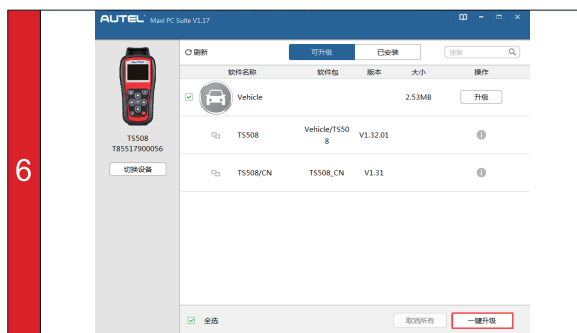 AUTEL Maxi PC Suite V1.17
刷新
可升级 已安装
搜索
软件名称 软件包 版本 大小 操作
Vehicle 2.53MB 升级
TS508 Vehicle/TS50
8 V1.32.01
TS508/CN TS508_CN V1.31
TS508
T85517900056
切换设备
6
全选 取消所有 一键升级